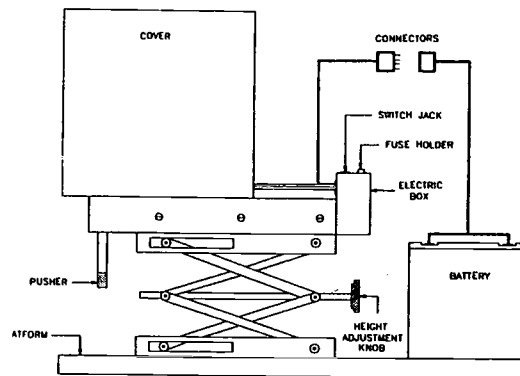 COVER
CONNECTORS
SWITCH JACK
FUSE HOLDER
ELECTRIC
BOX
PUSHER
BATTERY
ATFORM
HEIGHT
ADJUSTMENT
KNOB